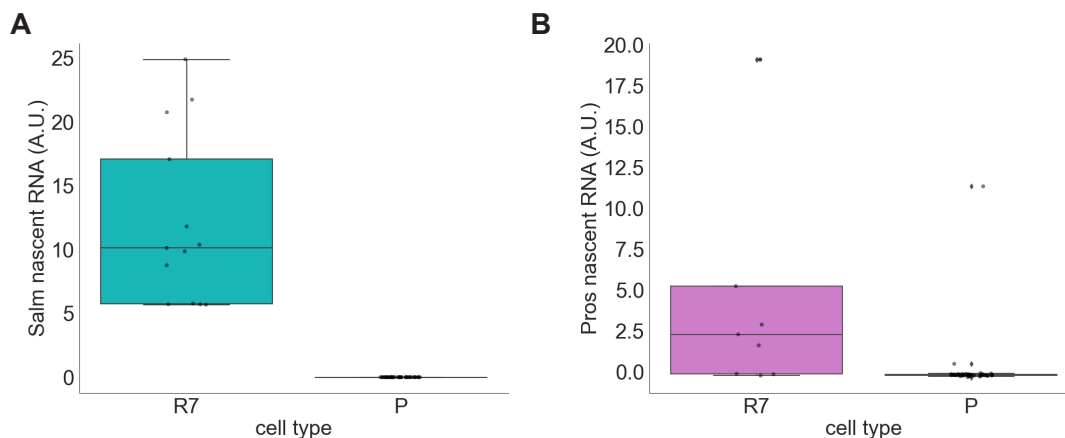 A
Salm nascent RNA (A.U.)
25
20
15
10
5
0
R7
P
cell type
B
Pros nascent RNA (A.U.)
20.0
17.5
15.0
12.5
10.0
7.5
5.0
2.5
0.0
R7
P
cell type